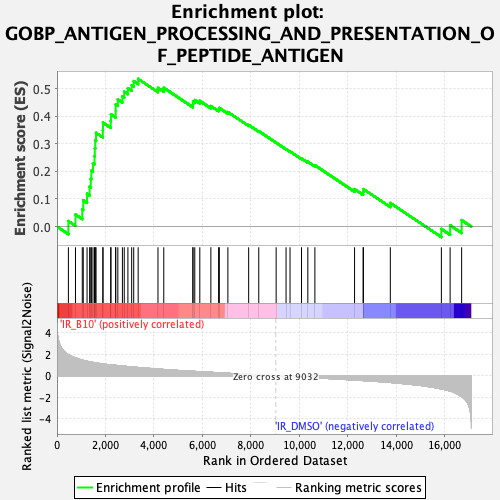 Enrichment plot:
GOBP_ANTIGEN_PROCESSING_AND_PRESENTATION_O
F_PEPTIDE_ANTIGEN
Enrichment score (ES)
0.5
0.4
0.3
0.2
0.1
0.0
Ranked list metric (Signal2Noise)
'IR_B10' (positively correlated)
4
2
0
-2
-4
Zero cross at 9032
'IR_DMSO' (negatively correlated)
0
2,000
4,000
6,000
8,000
10,000
12,000
14,000
16,000
Rank in Ordered Dataset
Enrichment profile
Hits
Ranking metric scores